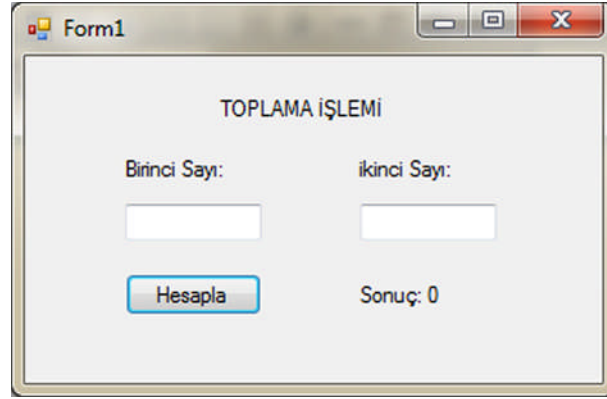 Form1
TOPLAMA İŞLEMİ
Birinci Sayı: ikinci Sayı:
Hesapla Sonuç: 0